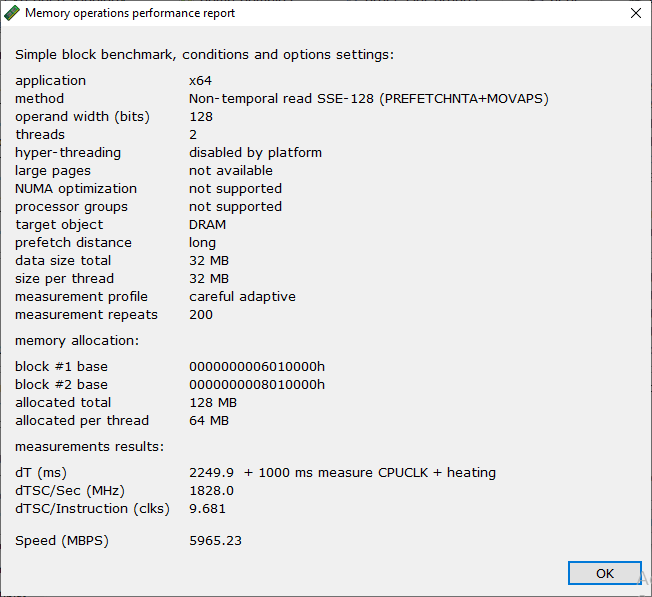 Memory operations performance report
Simple block benchmark, conditions and options settings:
application x64
method Non-temporal read SSE-128 (PREFETCHNTA+MOVAPS)
operand width (bits) 128
threads 2
hyper-threading disabled by platform
large pages not available
NUMA optimization not supported
processor groups not supported
target object DRAM
prefetch distance long
data size total 32 MB
size per thread 32 MB
measurement profile careful adaptive
measurement repeats 200
memory allocation:
block #1 base 0000000006010000h
block #2 base 0000000008010000h
allocated total 128 MB
allocated per thread 64 MB
measurements results:
dT (ms) 2249.9 + 1000 ms measure CPUCLK + heating
dTSC/Sec (MHz) 1828.0
dTSC/Instruction (clks) 9.681
Speed (MBPS) 5965.23
OK